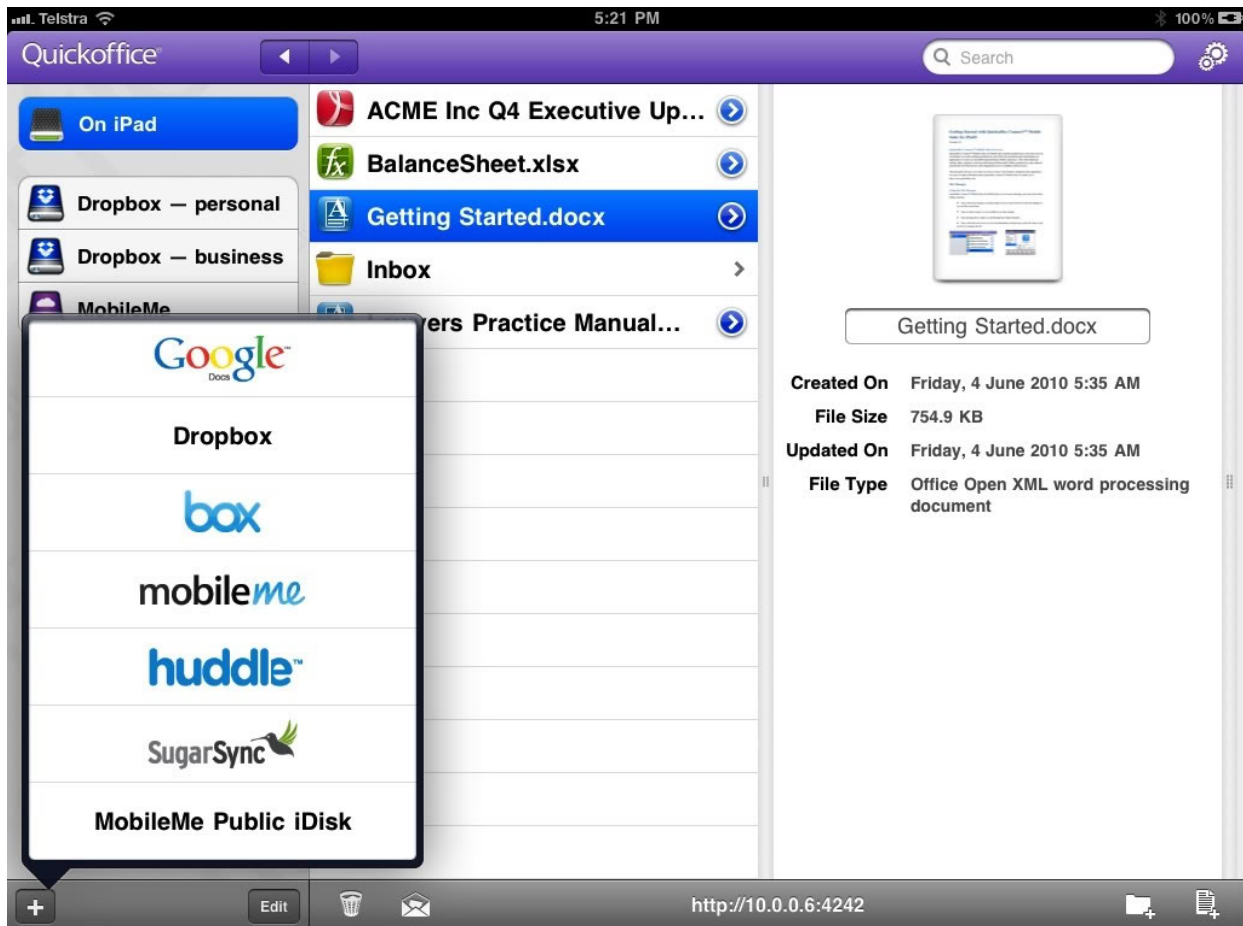 Telstra
5:21 PM
100%
Quickoffice
Search
On iPad
Dropbox — personal
Dropbox — business
MobileMe
Google™
Docs
Dropbox
box
mobileme
huddle™
SugarSync
MobileMe Public iDisk
ACME Inc Q4 Executive Up...
BalanceSheet.xlsx
Getting Started.docx
Inbox
Practice Manual...
Getting Started.docx
Created On Friday, 4 June 2010 5:35 AM
File Size 754.9 KB
Updated On Friday, 4 June 2010 5:35 AM
File Type Office Open XML word processing
document
Edit
http://10.0.0.6:4242